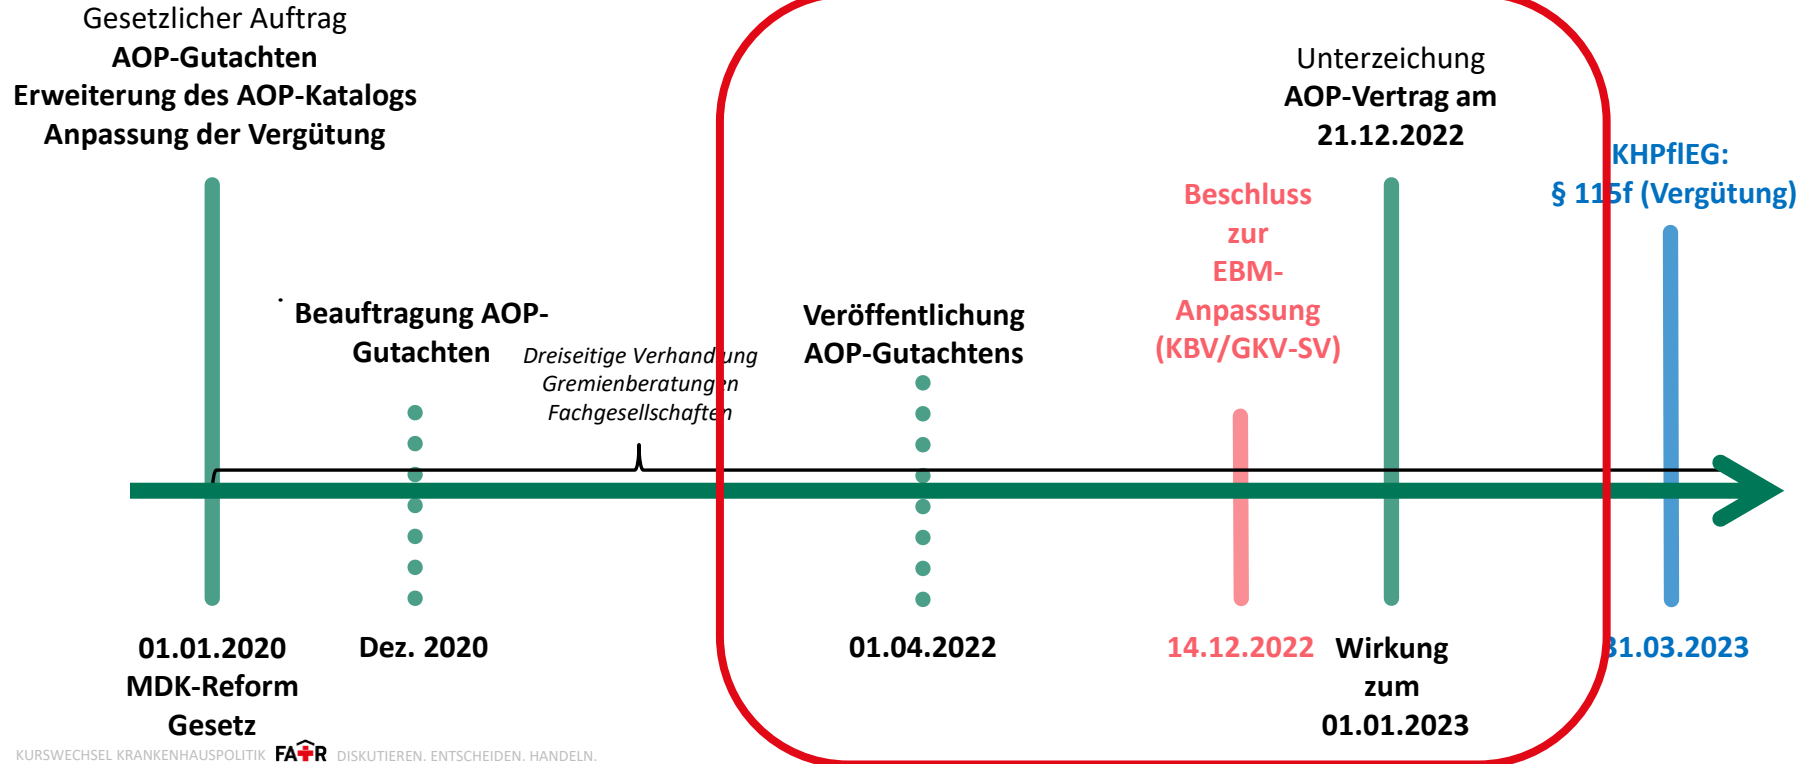 Gesetzlicher Auftrag
AOP-Gutachten
Erweiterung des AOP-Katalogs
Anpassung der Vergütung
Unterzeichung
AOP-Vertrag am
21.12.2022
KHPflEG:
§ 115f (Vergütung)
Beschluss
zur
EBM-
Anpassung
(KBV/GKV-SV)
Beauftragung AOP-
Gutachten
Dreiseitige Verhandlung
Gremienberatungen
Fachgesellschaften
Veröffentlichung
AOP-Gutachtens
01.01.2020
MDK-Reform
Gesetz
Dez. 2020
01.04.2022
14.12.2022
Wirkung
zum
01.01.2023
31.03.2023
KURSWECHSEL KRANKENHAUSPOLITIK FAIR DISKUTIEREN. ENTSCHEIDEN. HANDELN.